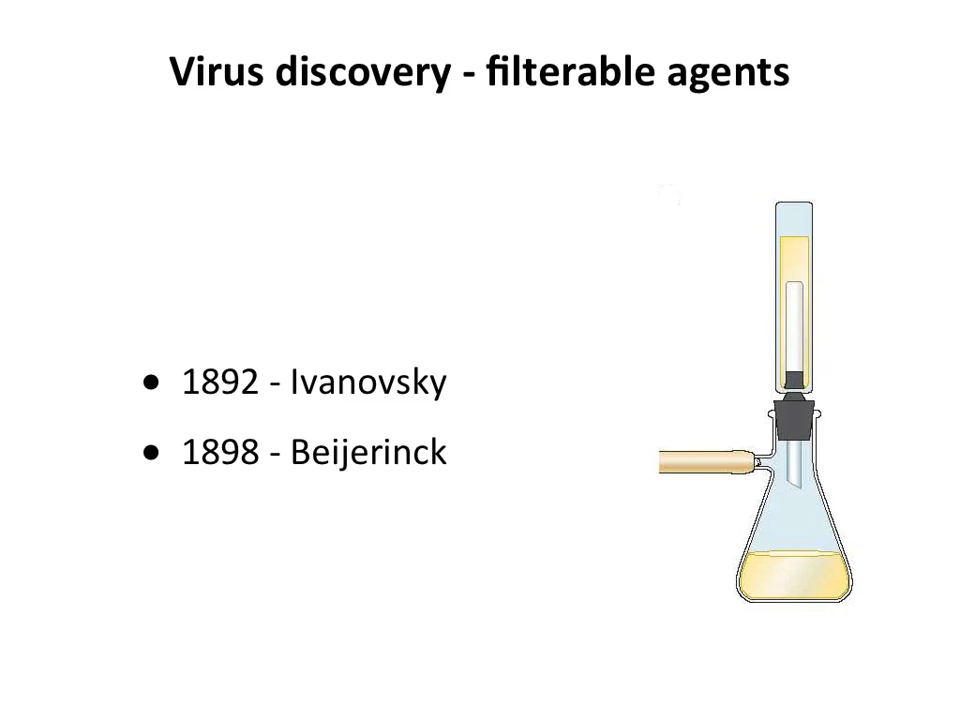 Virus discovery - filterable agents
• 1892 - Ivanovsky
• 1898 - Beijerinck